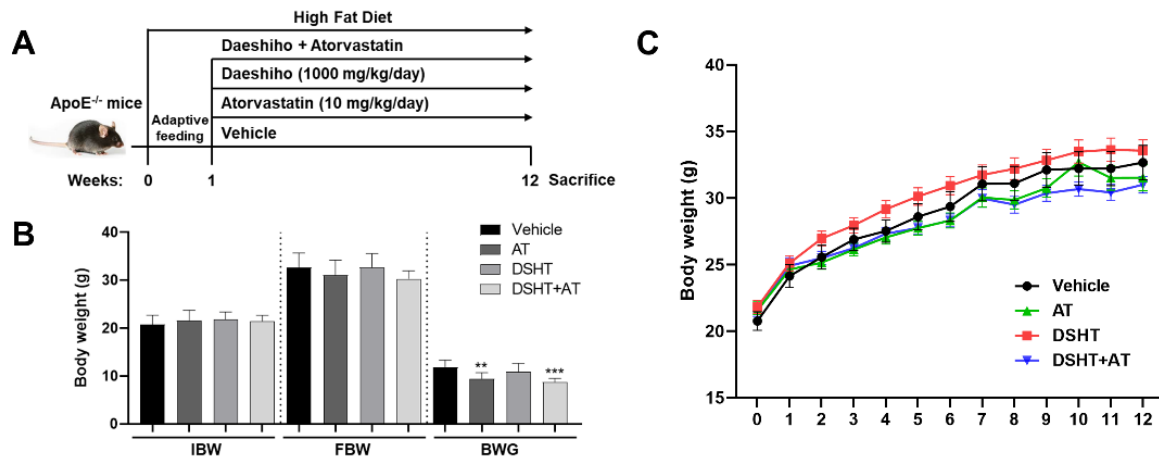 A
High Fat Diet
Daeshiho + Atorvastatin
Daeshiho (1000 mg/kg/day)
ApoE-/- mice
Atorvastatin (10 mg/kg/day)
Adaptive
feeding
Vehicle
Weeks:
0
1
12
Sacrifice
B
Body weight (g)
40
30
20
10
0
Vehicle
AT
DSHT
DSHT+AT
**
***
IBW
FBW
BWG
C
Body weight (g)
40
35
30
25
20
15
Vehicle
AT
DSHT
DSHT+AT
0 1 2 3 4 5 6 7 8 9 10 11 12